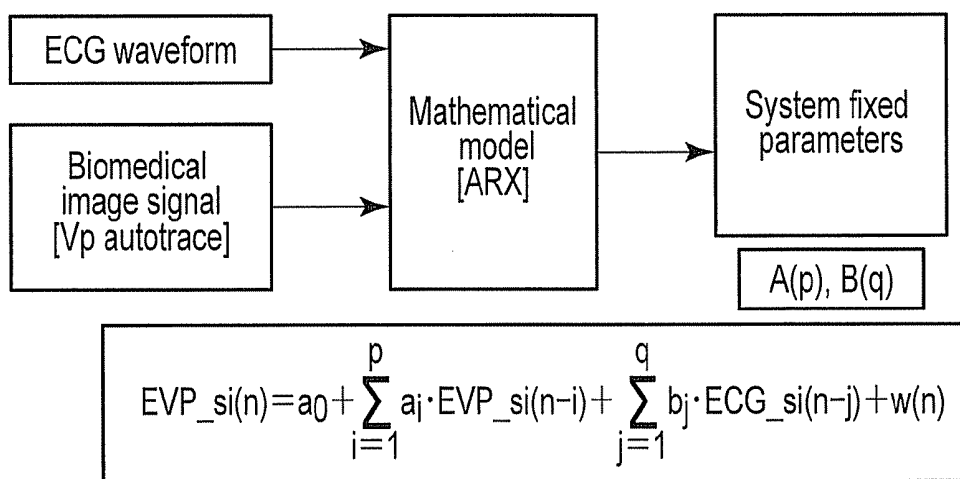 ECG waveform
Biomedical
image signal
[Vp autotrace]
Mathematical
model
[ARX]
System fixed
parameters
A(p), B(q)
EVP_si(n)=a₀+∑_{i=1}^{p} aᵢ·EVP_si(n-i)+∑_{j=1}^{q} bⱼ·ECG_si(n-j)+w(n)